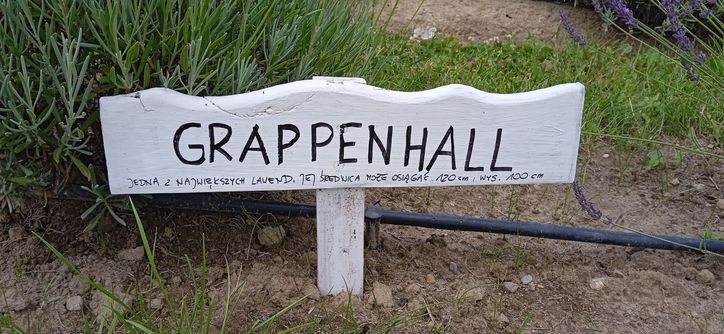 GRAPPENHALL
JEDNA Z NAJWIĘKSZYCH LAWEND. JEJ ŚREDNICA MOŻE OSIĄGAĆ 120 cm, WYS. 100 cm